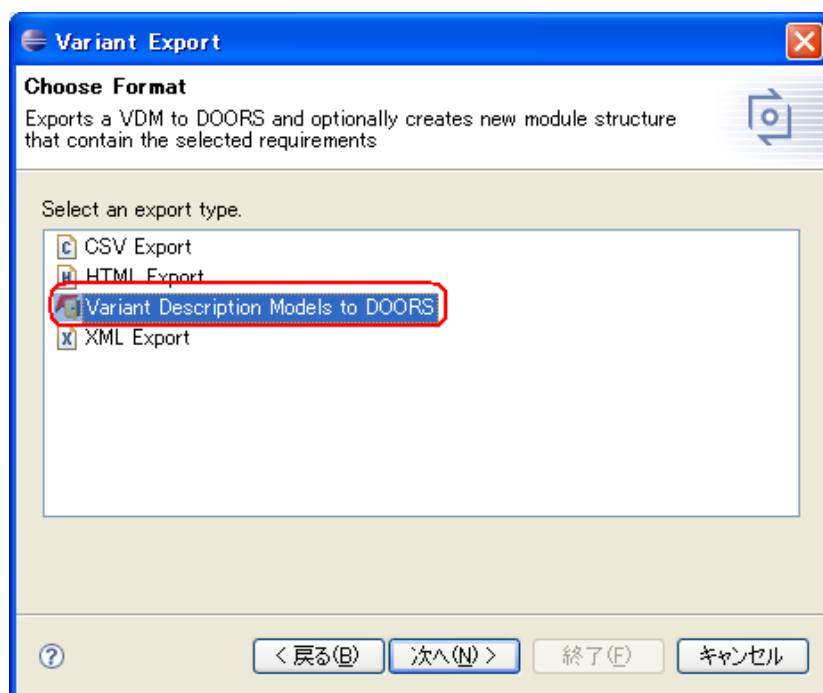 Variant Export
Choose Format
Exports a VDM to DOORS and optionally creates new module structure
that contain the selected requirements
Select an export type.
CSV Export
HTML Export
Variant Description Models to DOORS
XML Export
< 戻る(B) 次へ(N) > 終了(F) キャンセル